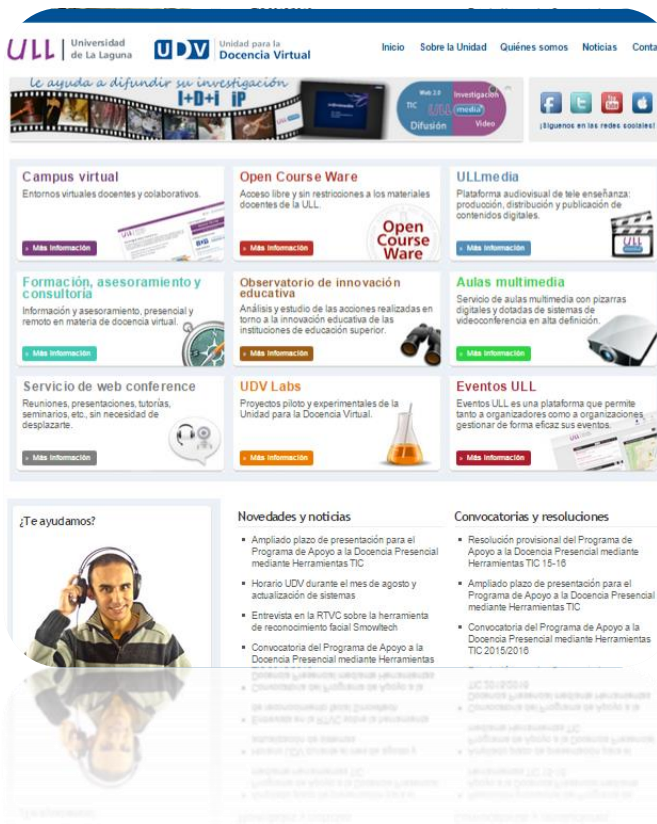 ULL Universidad de La Laguna
UDV Unidad para la Docencia Virtual
Inicio Sobre la Unidad Quiénes somos Noticias Conta
le ayuda a difundir su investigación
I+D+i iP
Web 2.0
Investigación
TIC
ULL media
Difusión
Video
¡Síguenos en las redes sociales!
Campus virtual
Entornos virtuales docentes y colaborativos.
» Más Información
Open Course Ware
Acceso libre y sin restricciones a los materiales
docentes de la ULL.
Open
Course
Ware
» Más Información
ULLmedia
Plataforma audiovisual de tele enseñanza:
producción, distribución y publicación de
contenidos digitales.
ULL
media
» Más Información
Formación, asesoramiento y
consultoría
Información y asesoramiento, presencial y
remoto en materia de docencia virtual.
» Más Información
Observatorio de innovación
educativa
Análisis y estudio de las acciones realizadas en
torno a la innovación educativa de las
instituciones de educación superior.
» Más Información
Aulas multimedia
Servicio de aulas multimedia con pizarras
digitales y dotadas de sistemas de
videoconferencia en alta definición.
» Más Información
Servicio de web conference
Reuniones, presentaciones, tutorías,
seminarios, etc., sin necesidad de
desplazarte.
» Más Información
UDV Labs
Proyectos piloto y experimentales de la
Unidad para la Docencia Virtual.
» Más Información
Eventos ULL
Eventos ULL es una plataforma que permite
tanto a organizadores como a organizaciones
gestionar de forma eficaz sus eventos.
» Más Información
¿Te ayudamos?
Novedades y noticias
Ampliado plazo de presentación para el
Programa de Apoyo a la Docencia Presencial
mediante Herramientas TIC
Horario UDV durante el mes de agosto y
actualización de sistemas
Entrevista en la RTVC sobre la herramienta
de reconocimiento facial Smowltech
Convocatoria del Programa de Apoyo a la
Docencia Presencial mediante Herramientas
Convocatorias y resoluciones
Resolución provisional del Programa de
Apoyo a la Docencia Presencial mediante
Herramientas TIC 15-16
Ampliado plazo de presentación para el
Programa de Apoyo a la Docencia Presencial
mediante Herramientas TIC
Convocatoria del Programa de Apoyo a la
Docencia Presencial mediante Herramientas
TIC 2015/2016